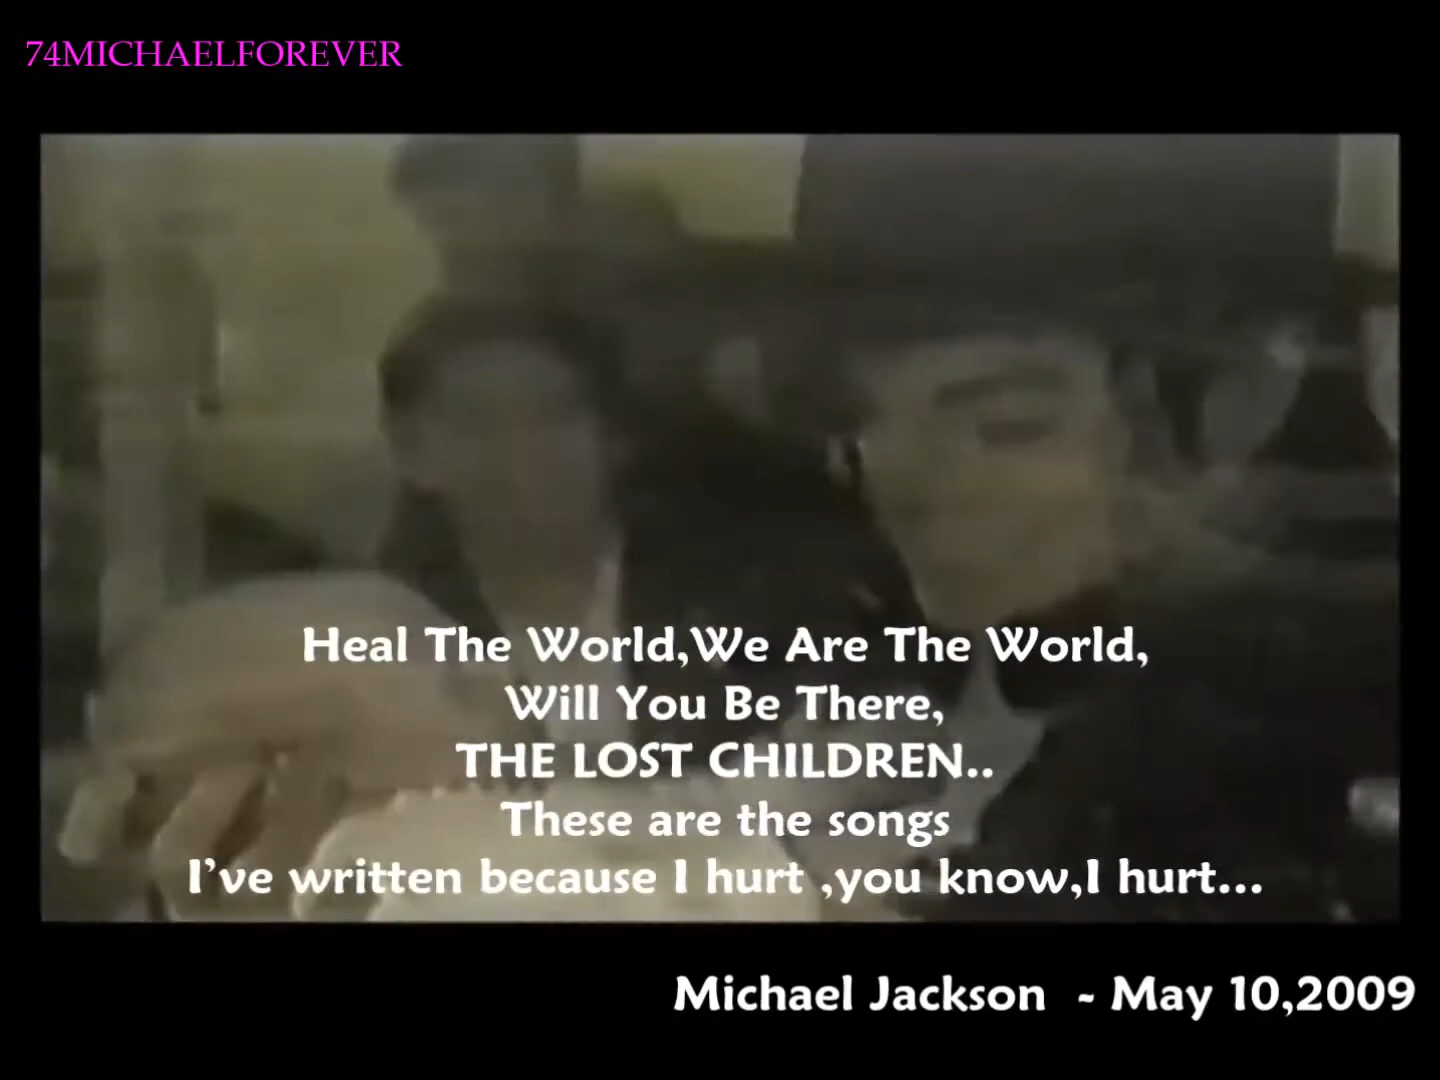 74MICHAELFOREVER
Heal The World,We Are The World,
Will You Be There,
THE LOST CHILDREN..
These are the songs
I've written because I hurt ,you know,I hurt...
Michael Jackson - May 10,2009